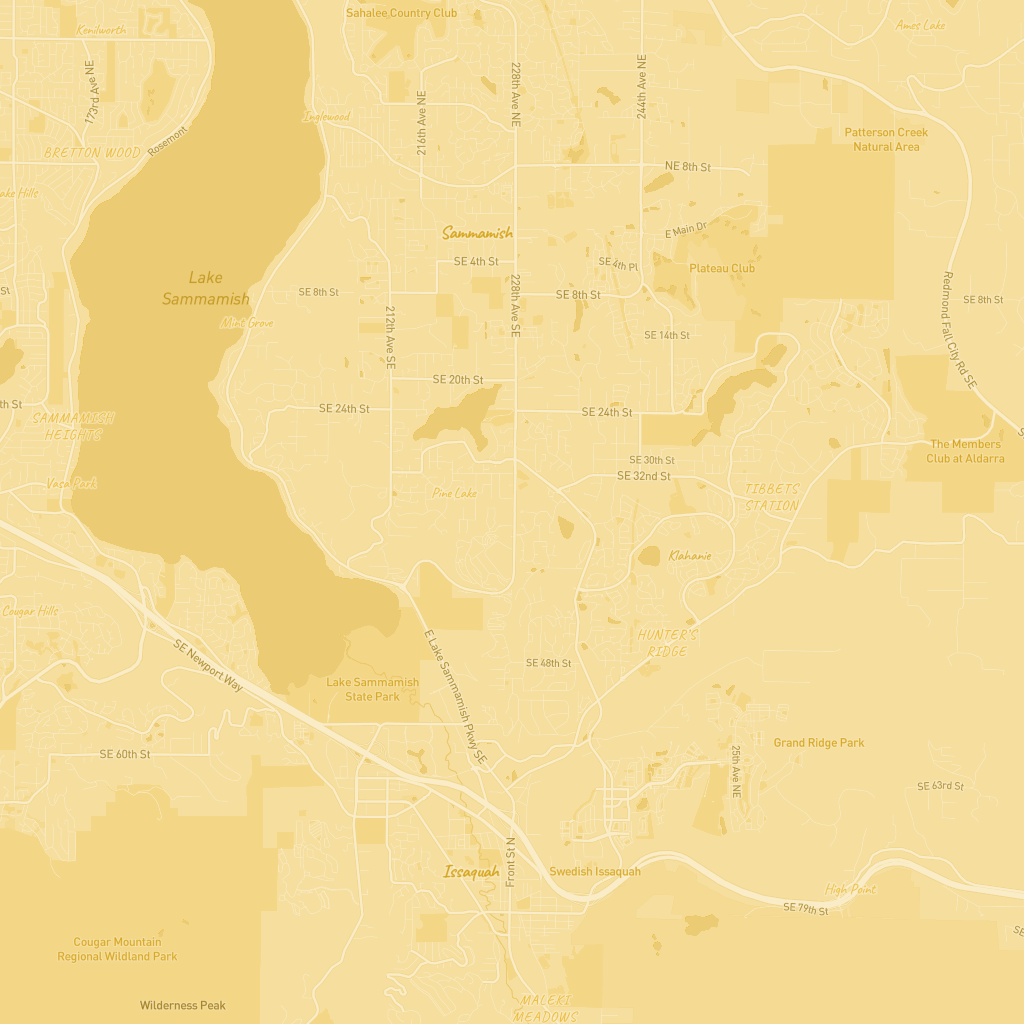 Sahalee Country Club
Kenilworth
Ames Lake
173rd Ave NE
216th Ave NE
228th Ave NE
244th Ave NE
Inglewood
Rosemont
BRETTON WOOD
Patterson Creek
Natural Area
NE 8th St
ake Hills
E Main Dr
Sammamish
SE 4th St
SE 4th Pl
Plateau Club
Lake
Sammamish
St
SE 8th St
228th Ave SE
SE 8th St
SE 8th St
Redmond Fall City Rd SE
Mint Grove
212th Ave SE
SE 14th St
SE 20th St
th St
SE 24th St
SE 24th St
SAMMAMISH
HEIGHTS
The Members
Club at Aldarra
SE 30th St
SE 32nd St
Vasa Park
Pine Lake
TIBBETS
STATION
Klahanie
Cougar Hills
HUNTER'S
RIDGE
E Lake Sammamish Pkwy SE
SE Newport Way
SE 48th St
Lake Sammamish
State Park
SE 60th St
Grand Ridge Park
25th Ave NE
SE 63rd St
Front St N
Issaquah
Swedish Issaquah
High Point
SE 79th St
SE
Cougar Mountain
Regional Wildland Park
Wilderness Peak
MALEKI
MEADOWS